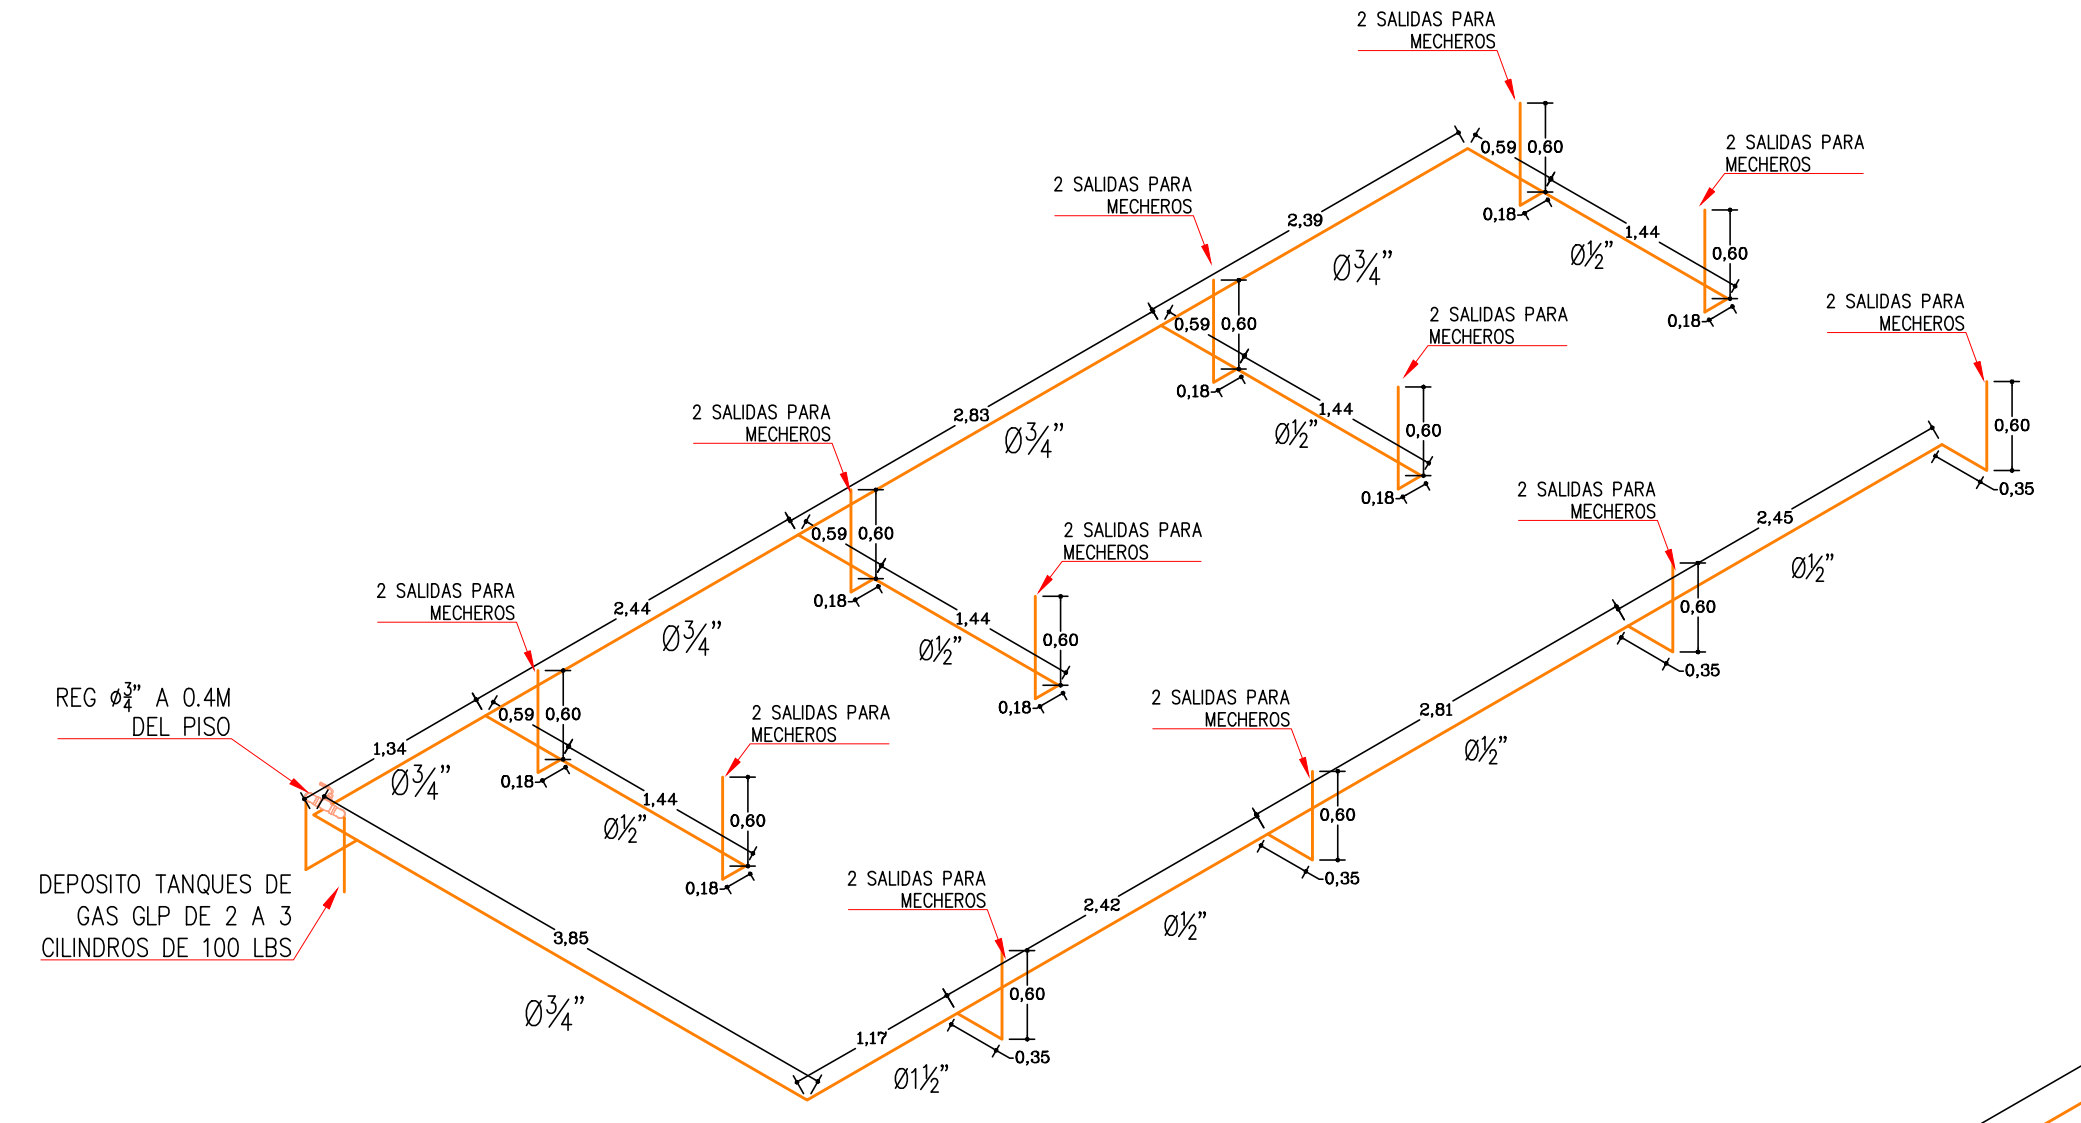 2 SALIDAS PARA
MECHEROS
0,59
0,60
2 SALIDAS PARA
MECHEROS
2 SALIDAS PARA
MECHEROS
0,18
2,39
1,44
0,60
Ø½"
Ø¾"
2 SALIDAS PARA
MECHEROS
0,18
0,59
0,60
2 SALIDAS PARA
MECHEROS
0,18
2,83
1,44
0,60
Ø½"
Ø¾"
2 SALIDAS PARA
MECHEROS
0,60
0,35
0,18
2 SALIDAS PARA
MECHEROS
2,45
0,59
0,60
2 SALIDAS PARA
MECHEROS
Ø½"
0,18
2,44
1,44
0,60
0,60
Ø¾"
Ø½"
2 SALIDAS PARA
MECHEROS
0,35
0,18
REG ø¾" A 0.4M
DEL PISO
0,59
0,60
2 SALIDAS PARA
MECHEROS
2 SALIDAS PARA
MECHEROS
2,81
1,34
Ø¾"
0,18
Ø½"
1,44
0,60
Ø½"
0,60
0,18
0,35
DEPOSITO TANQUES DE
GAS GLP DE 2 A 3
CILINDROS DE 100 LBS
2 SALIDAS PARA
MECHEROS
2,42
Ø½"
3,85
0,60
Ø¾"
1,17
0,35
Ø1½"